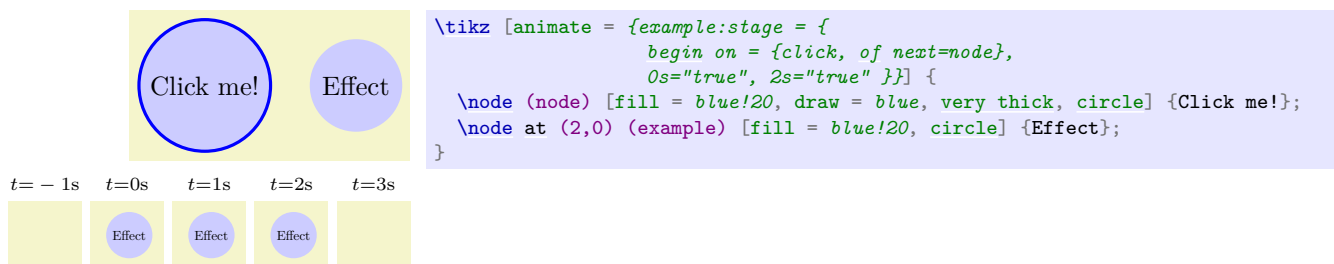 Click me! Effect
\tikz [animate = {example:stage = {
begin on = {click, of next=node},
0s="true", 2s="true" }}] {
\node (node) [fill = blue!20, draw = blue, very thick, circle] {Click me!};
\node at (2,0) (example) [fill = blue!20, circle] {Effect};
}
t=−1s t=0s t=1s t=2s t=3s
Effect Effect Effect